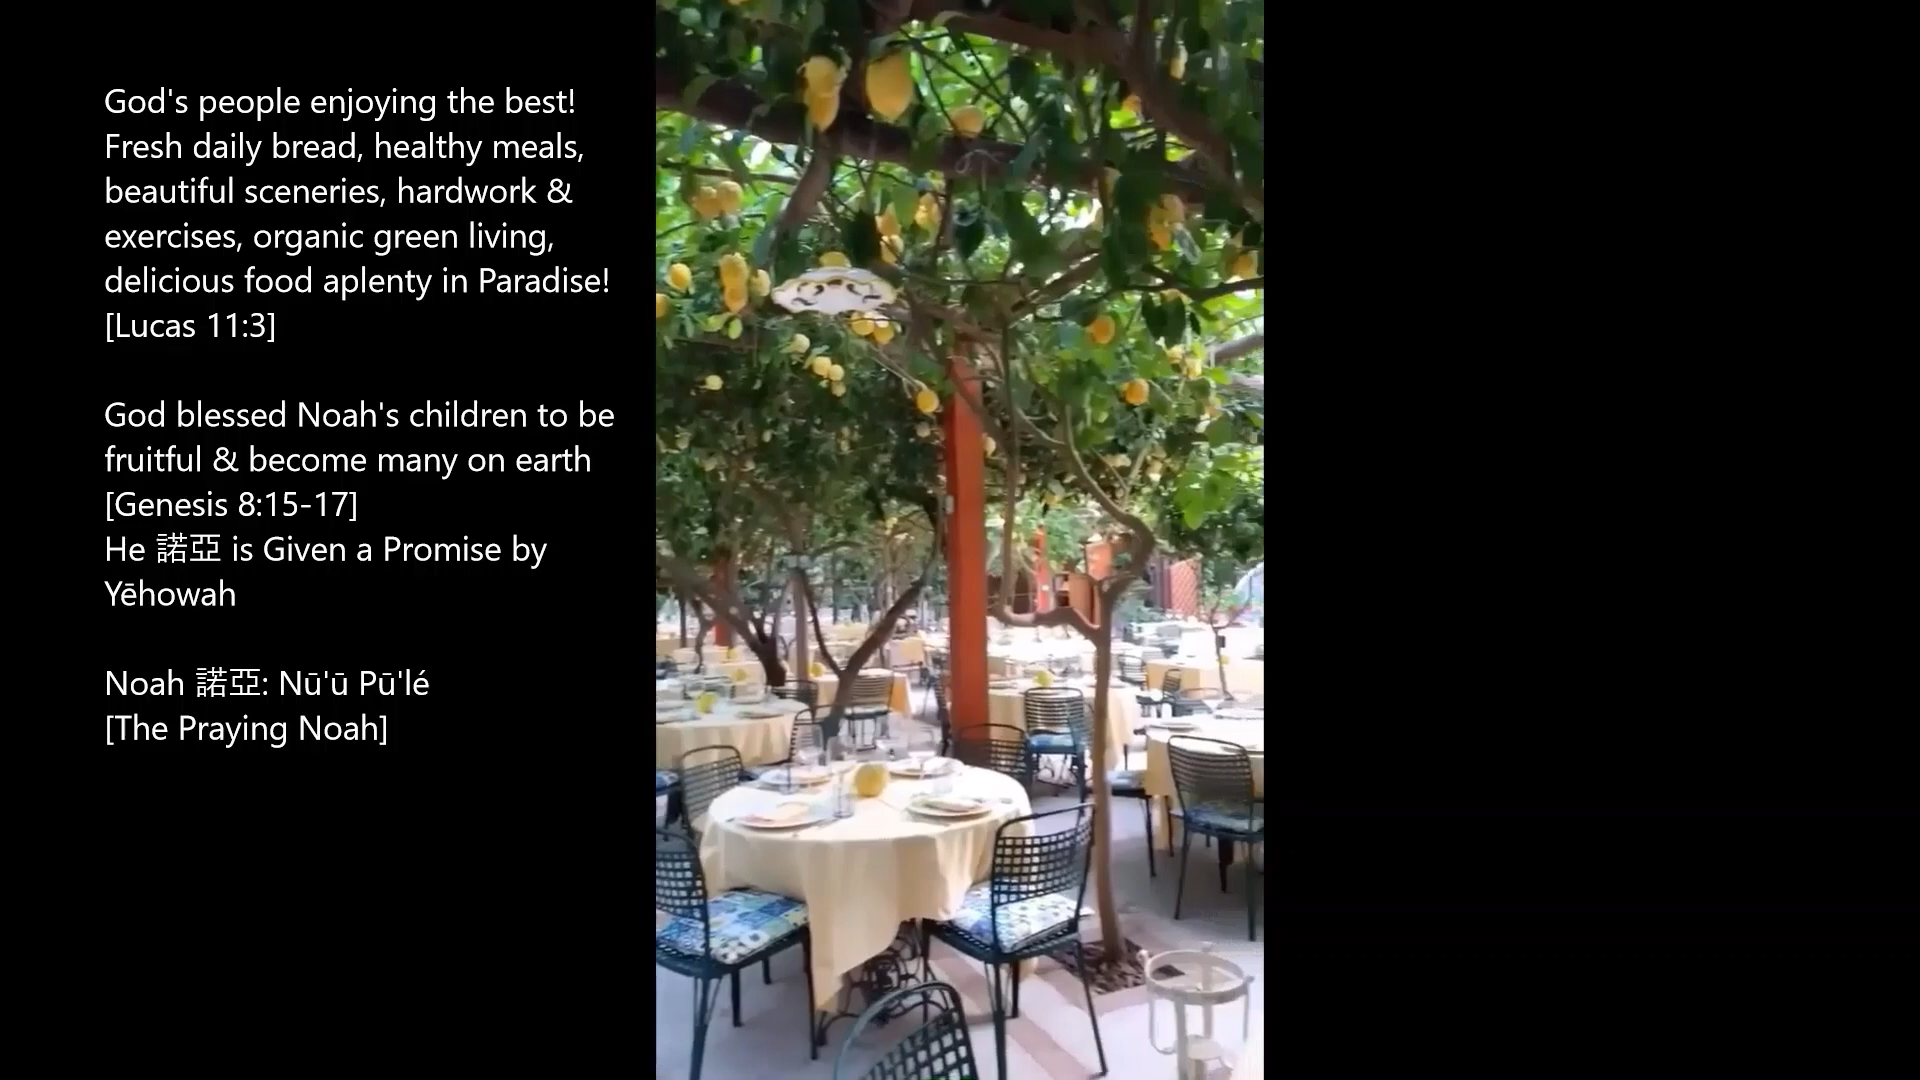 God's people enjoying the best!
Fresh daily bread, healthy meals,
beautiful sceneries, hardwork &
exercises, organic green living,
delicious food aplenty in Paradise!
[Lucas 11:3]
God blessed Noah's children to be
fruitful & become many on earth
[Genesis 8:15-17]
He 諾亞 is Given a Promise by
Yēhowah
Noah 諾亞: Nū'ū Pū'lé
[The Praying Noah]